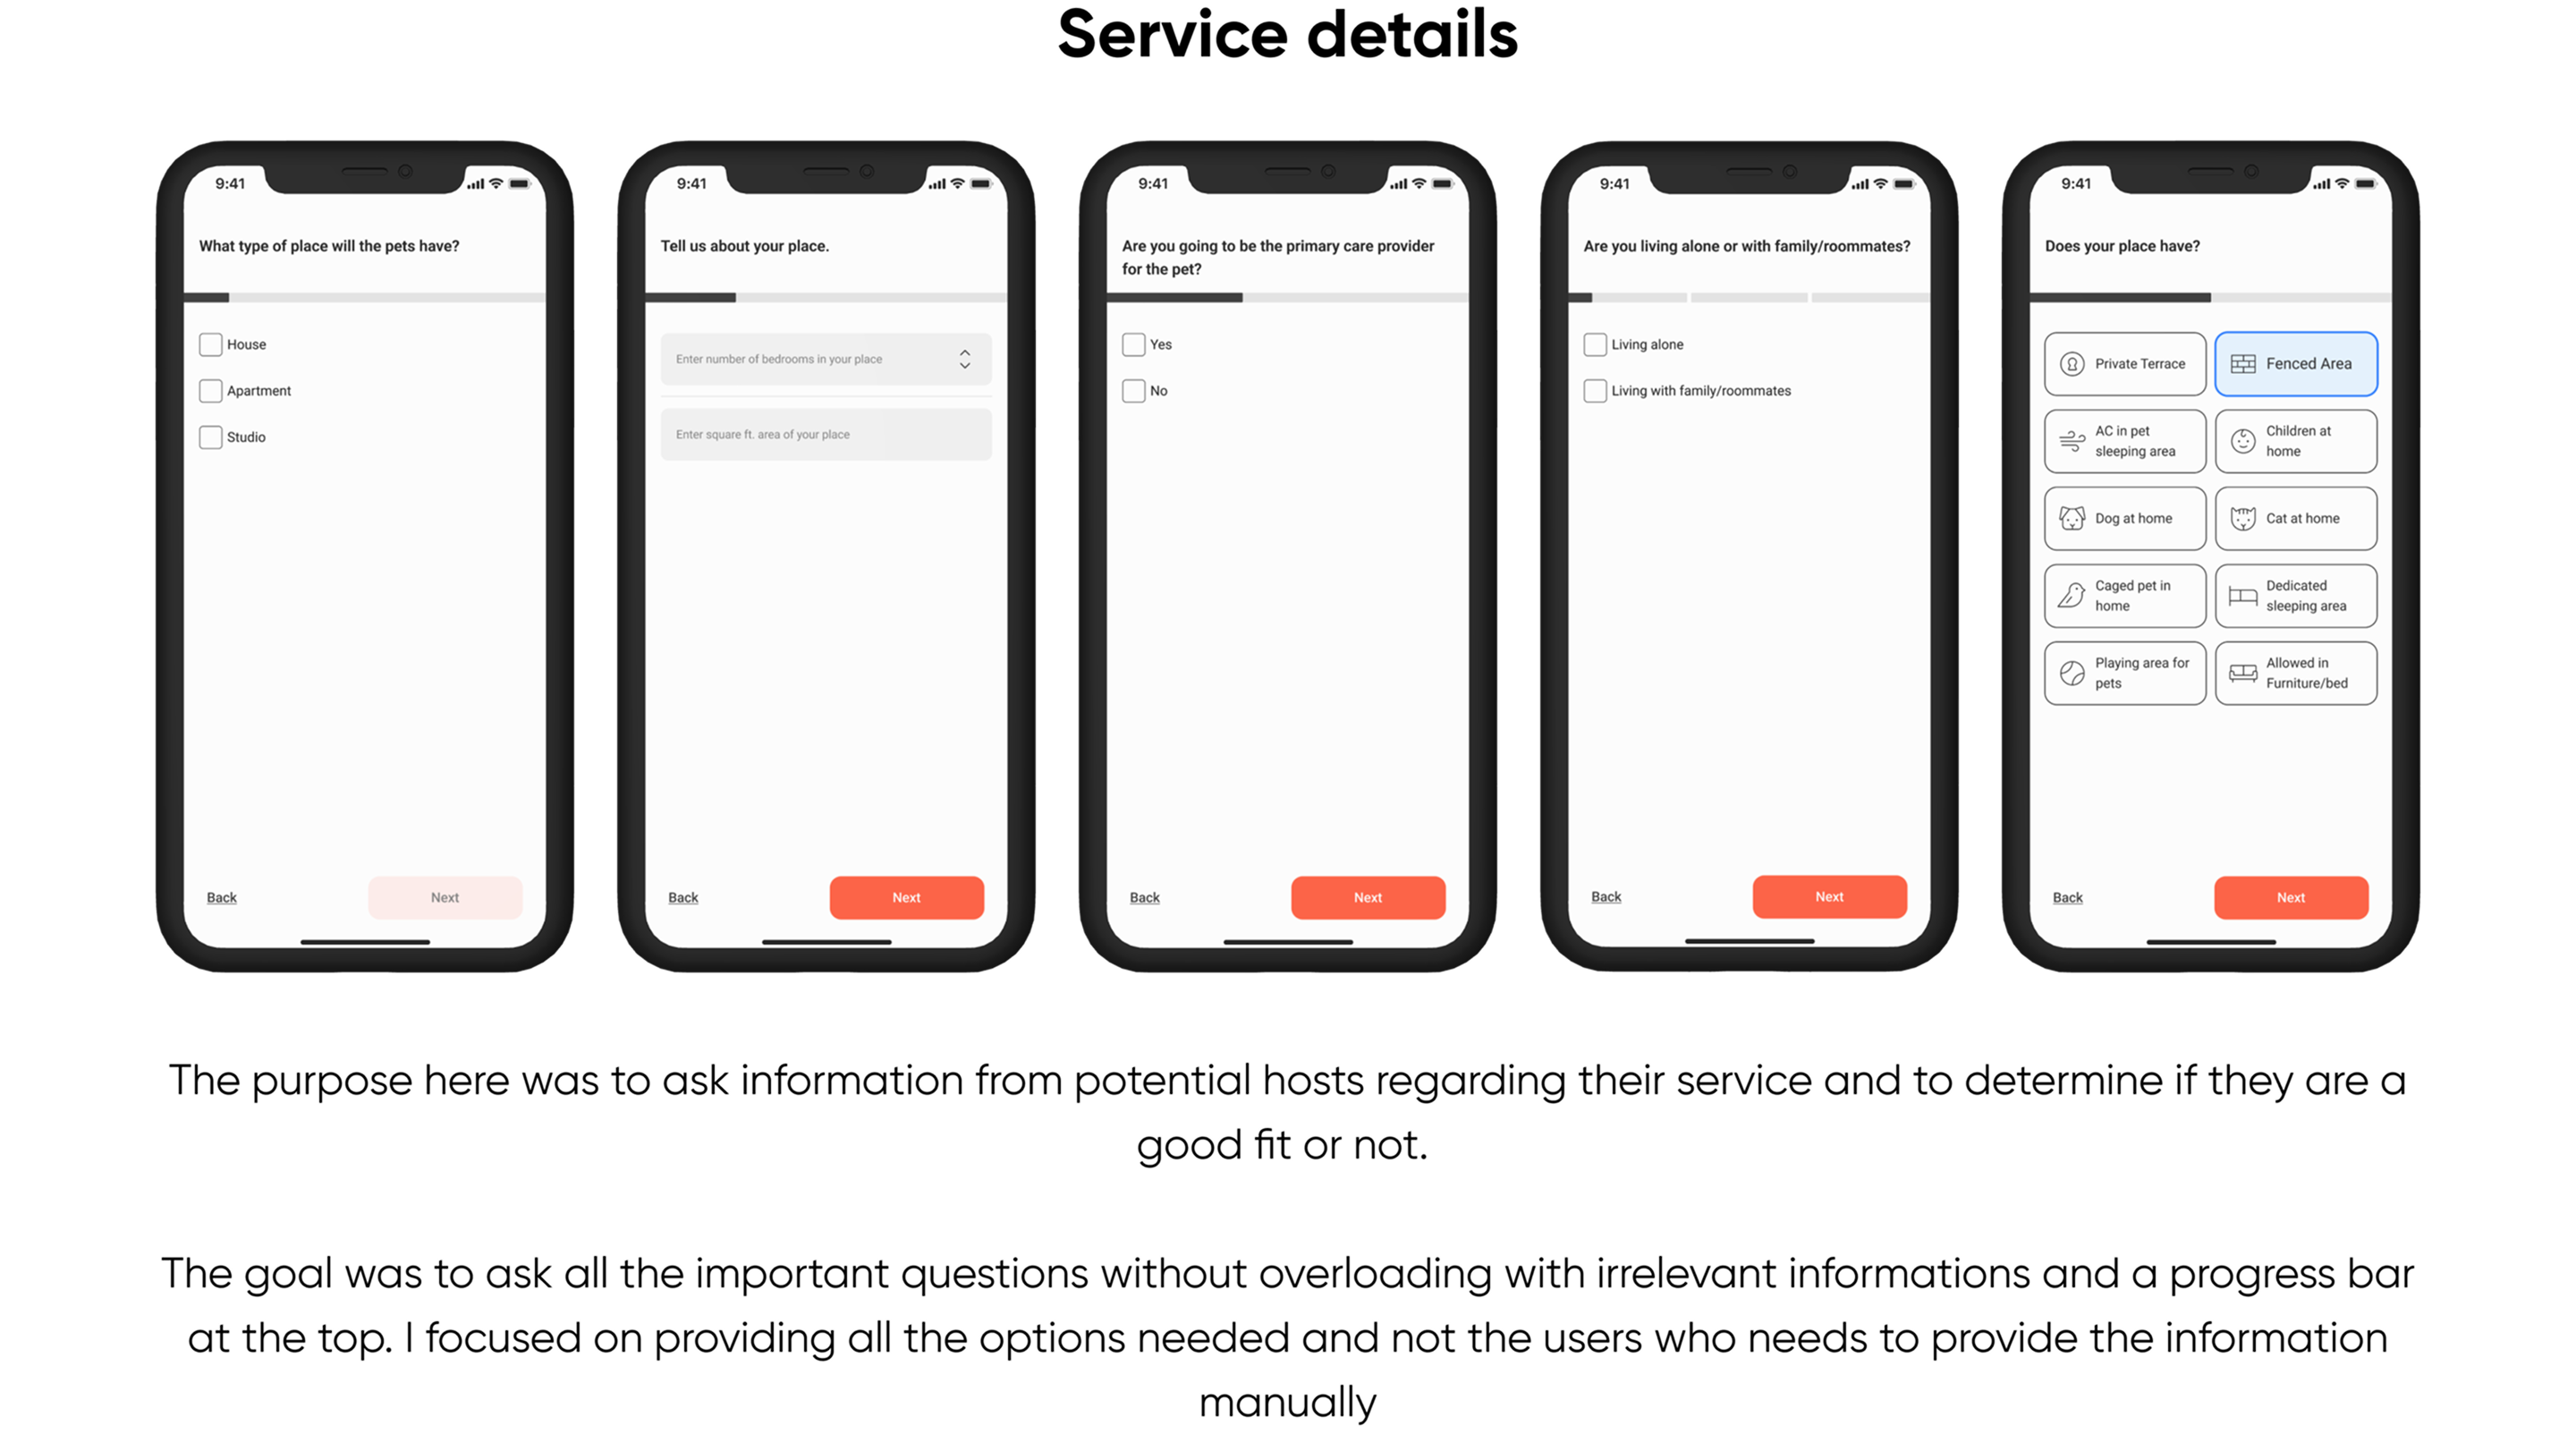 Service details
9:41
What type of place will the pets have?
House
Apartment
Studio
Back
Next
9:41
Tell us about your place.
Enter number of bedrooms in your place
Enter square ft. area of your place
Back
Next
9:41
Are you going to be the primary care provider
for the pet?
Yes
No
Back
Next
9:41
Are you living alone or with family/roommates?
Living alone
Living with family/roommates
Back
Next
9:41
Does your place have?
Private Terrace
Fenced Area
AC in pet
sleeping area
Children at
home
Dog at home
Cat at home
Caged pet in
home
Dedicated
sleeping area
Playing area for
pets
Allowed in
Furniture/bed
Back
Next
The purpose here was to ask information from potential hosts regarding their service and to determine if they are a
good fit or not.
The goal was to ask all the important questions without overloading with irrelevant informations and a progress bar
at the top. I focused on providing all the options needed and not the users who needs to provide the information
manually